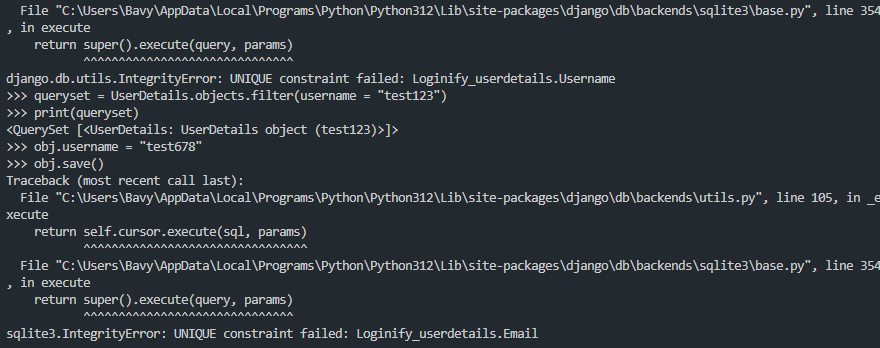 File "C:\Users\Bavy\AppData\Local\Programs\Python\Python312\Lib\site-packages\django\db\backends\sqlite3\base.py", line 354
, in execute
    return super().execute(query, params)
           ^^^^^^^^^^^^^^^^^^^^^^^^^^^^^^
django.db.utils.IntegrityError: UNIQUE constraint failed: Loginify_userdetails.Username
>>> queryset = UserDetails.objects.filter(username = "test123")
>>> print(queryset)
<QuerySet [<UserDetails: UserDetails object (test123)>]>
>>> obj.username = "test678"
>>> obj.save()
Traceback (most recent call last):
  File "C:\Users\Bavy\AppData\Local\Programs\Python\Python312\Lib\site-packages\django\db\backends\utils.py", line 105, in _e
xecute
    return self.cursor.execute(sql, params)
           ^^^^^^^^^^^^^^^^^^^^^^^^^^^^^^^^
  File "C:\Users\Bavy\AppData\Local\Programs\Python\Python312\Lib\site-packages\django\db\backends\sqlite3\base.py", line 354
, in execute
    return super().execute(query, params)
           ^^^^^^^^^^^^^^^^^^^^^^^^^^^^^^
sqlite3.IntegrityError: UNIQUE constraint failed: Loginify_userdetails.Email